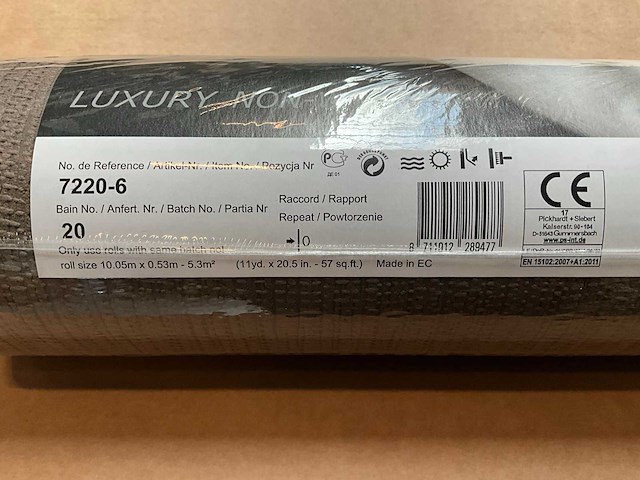 LUXURY NON-
No. de Reference / Artikel-Nr. / Item No. / Pozycja Nr
7220-6
Bain No. / Anfert. Nr. / Batch No. / Partia Nr
20
Only use rolls with same batch no!
roll size 10.05m x 0.53m - 5.3m² (11yd. x 20.5 in. - 57 sq.ft.) Made in EC
Raccord / Rapport
Repeat / Powtorzenie
0
8 711012 289477
CE
17
Pickhardt + Siebert
Kaiserstr. 90-104
D-51643 Gummersbach
www.ps-int.de
EN 15102:2007+A1:2011